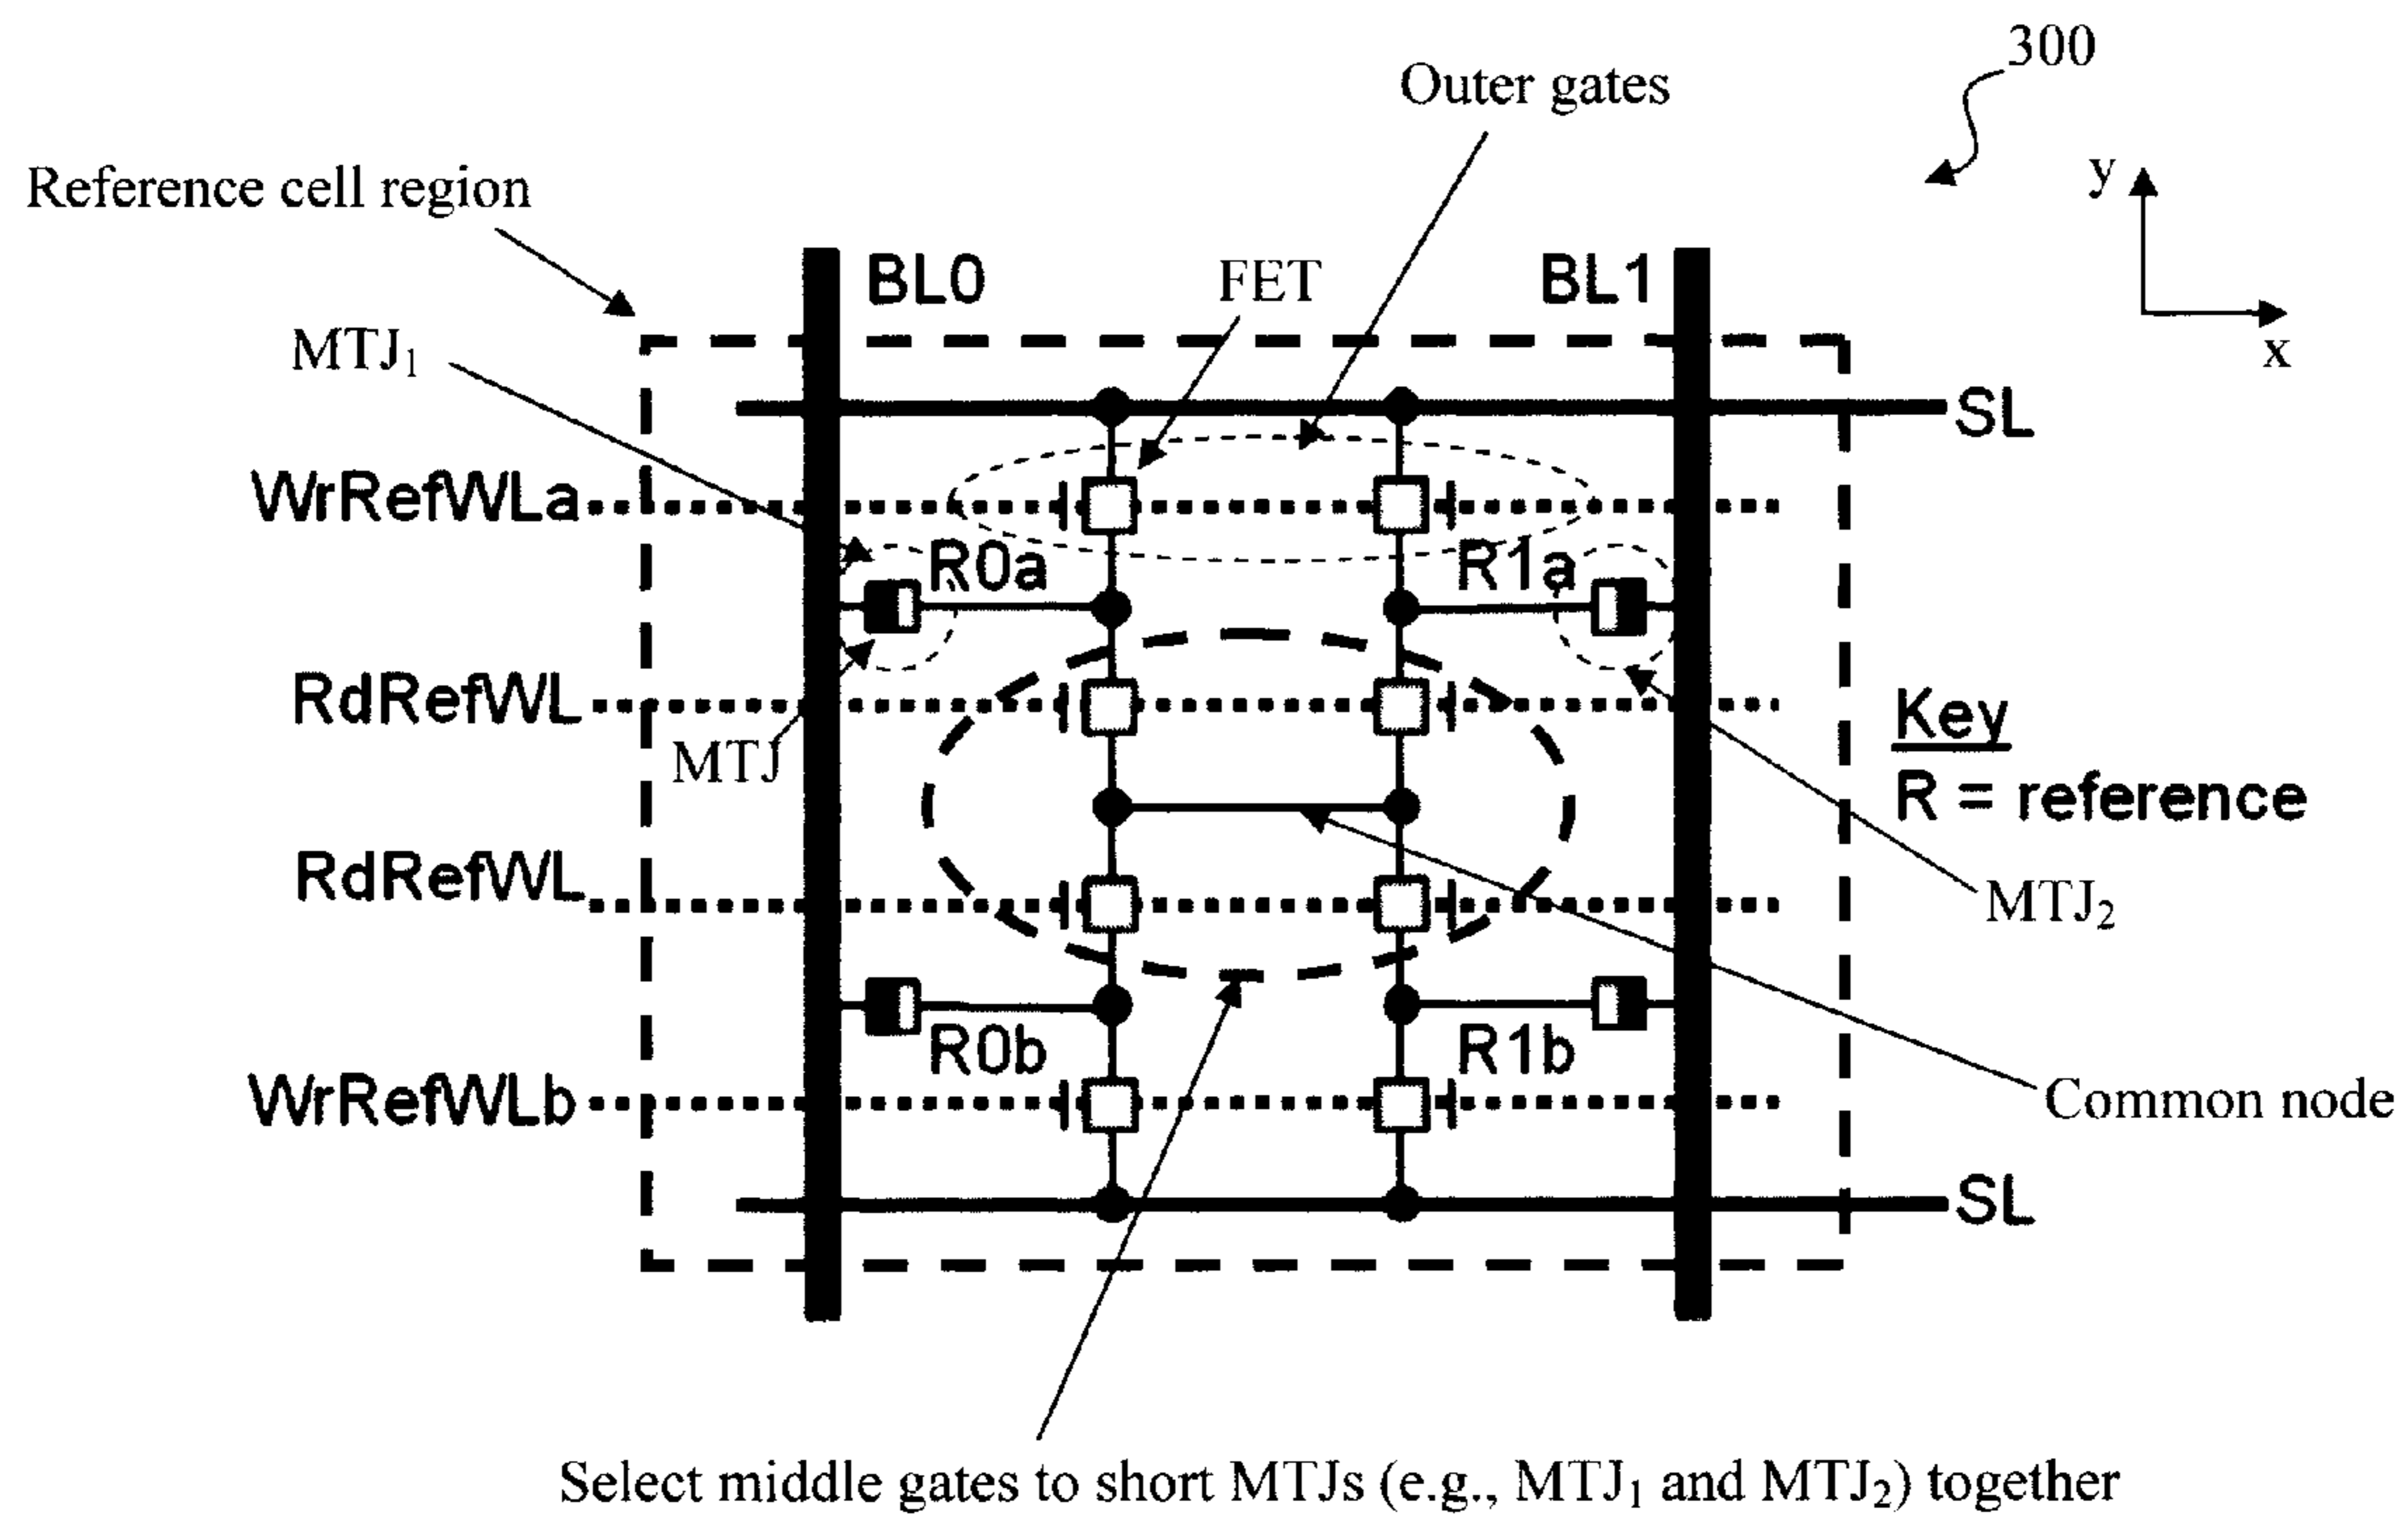 300
Outer gates
y
x
Reference cell region
BL0
FET
BL1
MTJ1
SL
WrRefWLa
R0a
R1a
RdRefWL
MTJ
Key
R = reference
RdRefWL
MTJ2
R0b
R1b
WrRefWLb
Common node
SL
Select middle gates to short MTJs (e.g., MTJ1 and MTJ2) together